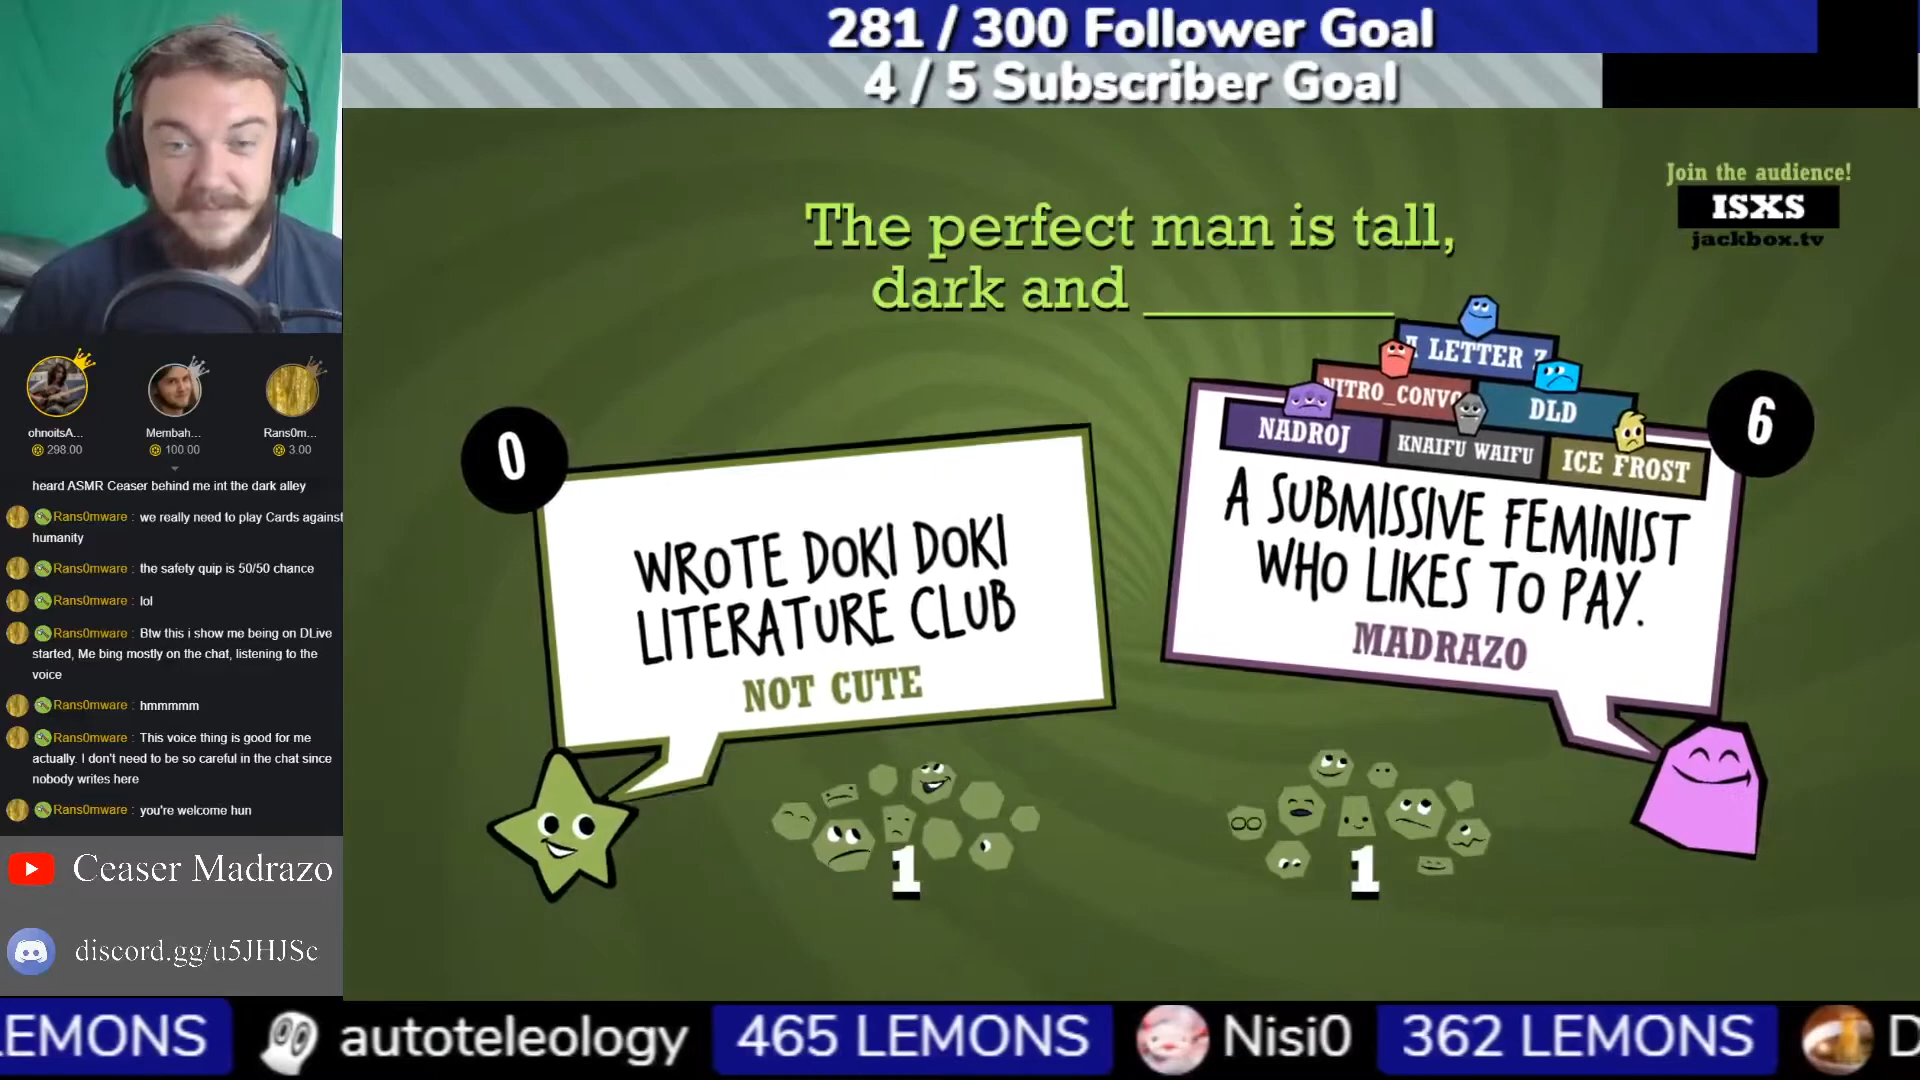 281 / 300 Follower Goal
4 / 5 Subscriber Goal
Join the audience!
ISXS
jackbox.tv
The perfect man is tall,
dark and
A LETTER Z
NITRO_CONVO
DLD
NADROJ
KNAIFU WAIFU
ICE FROST
0
6
WROTE DOKI DOKI
LITERATURE CLUB
NOT CUTE
A SUBMISSIVE FEMINIST
WHO LIKES TO PAY.
MADRAZO
1
1
ohnoitsA...
Membah...
Rans0m...
298.00
100.00
3.00
heard ASMR Ceaser behind me int the dark alley
Rans0mware : we really need to play Cards against
humanity
Rans0mware : the safety quip is 50/50 chance
Rans0mware : lol
Rans0mware : Btw this i show me being on DLive
started, Me bing mostly on the chat, listening to the
voice
Rans0mware : hmmmmm
Rans0mware : This voice thing is good for me
actually. I don't need to be so careful in the chat since
nobody writes here
Rans0mware : you're welcome hun
Ceaser Madrazo
discord.gg/u5JHJSc
LEMONS autoteleology 465 LEMONS Nisi0 362 LEMONS D